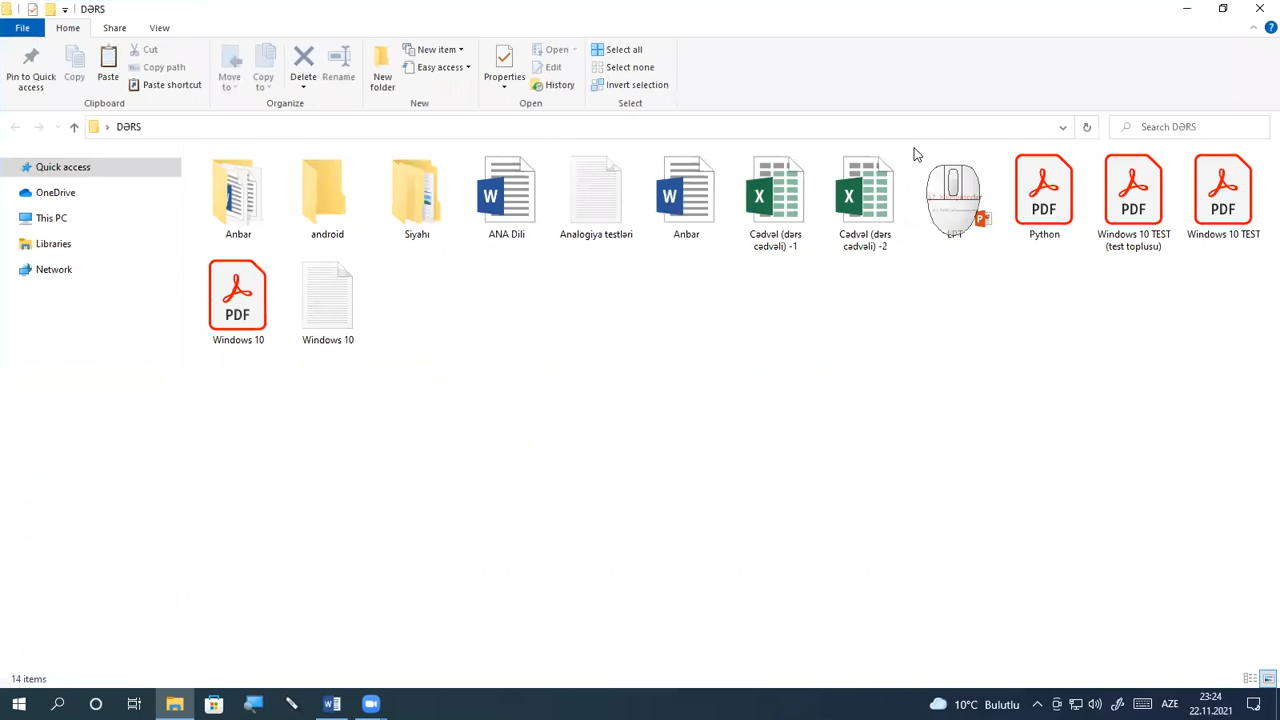 DƏRS
File
Home
Share
View
Pin to Quick
access
Copy
Paste
Cut
Copy path
Paste shortcut
Clipboard
Move
to
Copy
to
Delete
Rename
Organize
New
folder
New item
Easy access
New
Properties
Open
Edit
History
Open
Select all
Select none
Invert selection
Select
DƏRS
Search DƏRS
Quick access
OneDrive
This PC
Libraries
Network
Anbar
android
Siyahı
W
ANA Dili
Analogiya testləri
W
Anbar
X
Cədvəl (dərs
cədvəli) -1
X
Cədvəl (dərs
cədvəli) -2
PDF
Python
PDF
Windows 10 TEST
(test toplusu)
PDF
Windows 10 TEST
PDF
Windows 10
Windows 10
14 items
10°C Bulutlu
AZE
23:24
22.11.2021